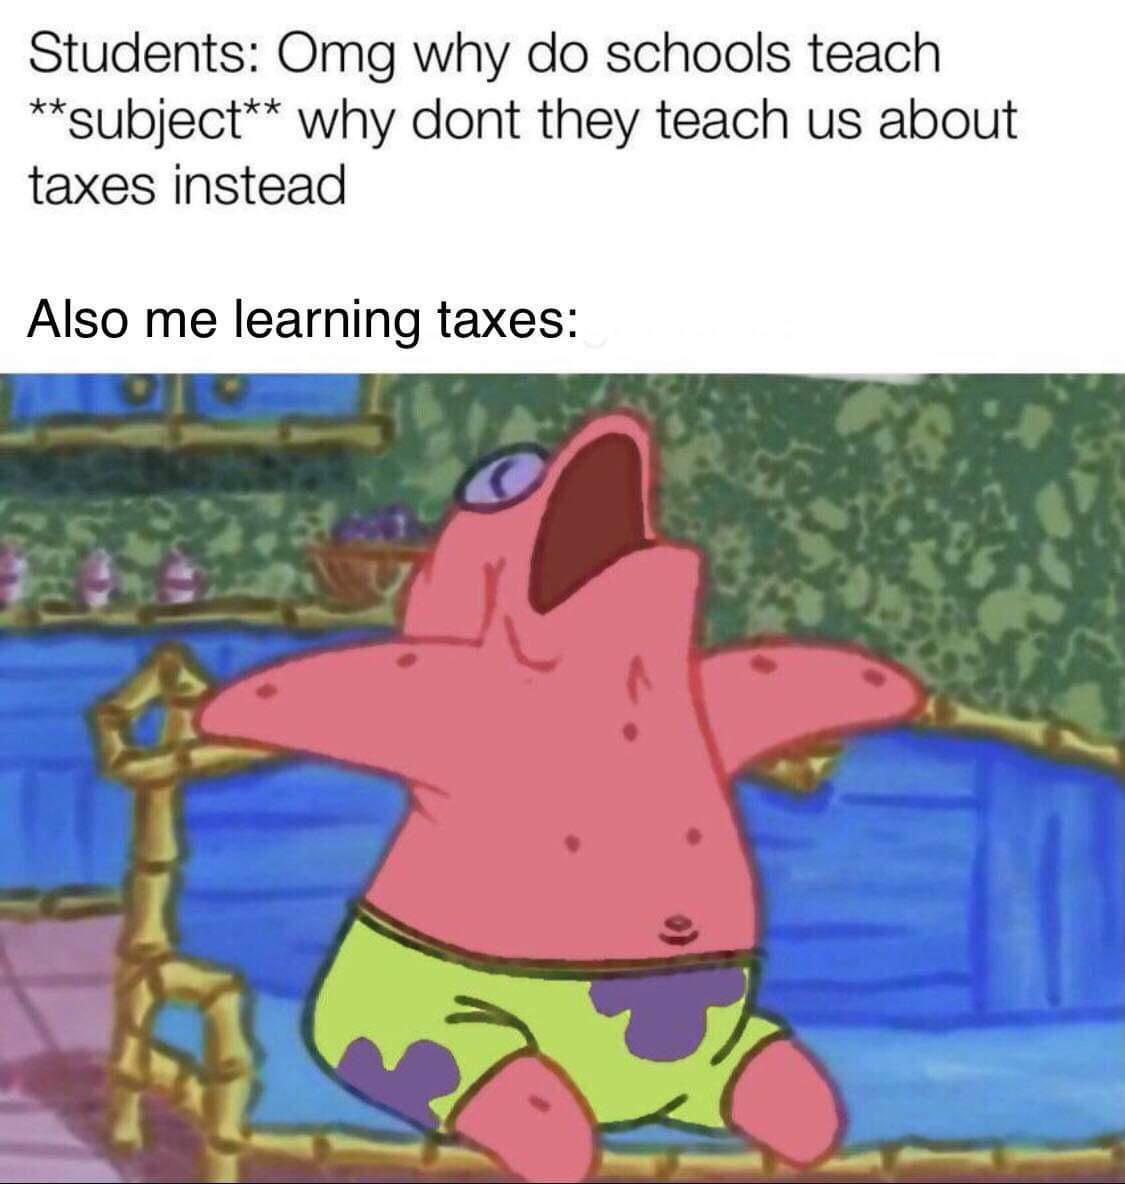 Students: Omg why do schools teach
**subject** why dont they teach us about
taxes instead
Also me learning taxes: